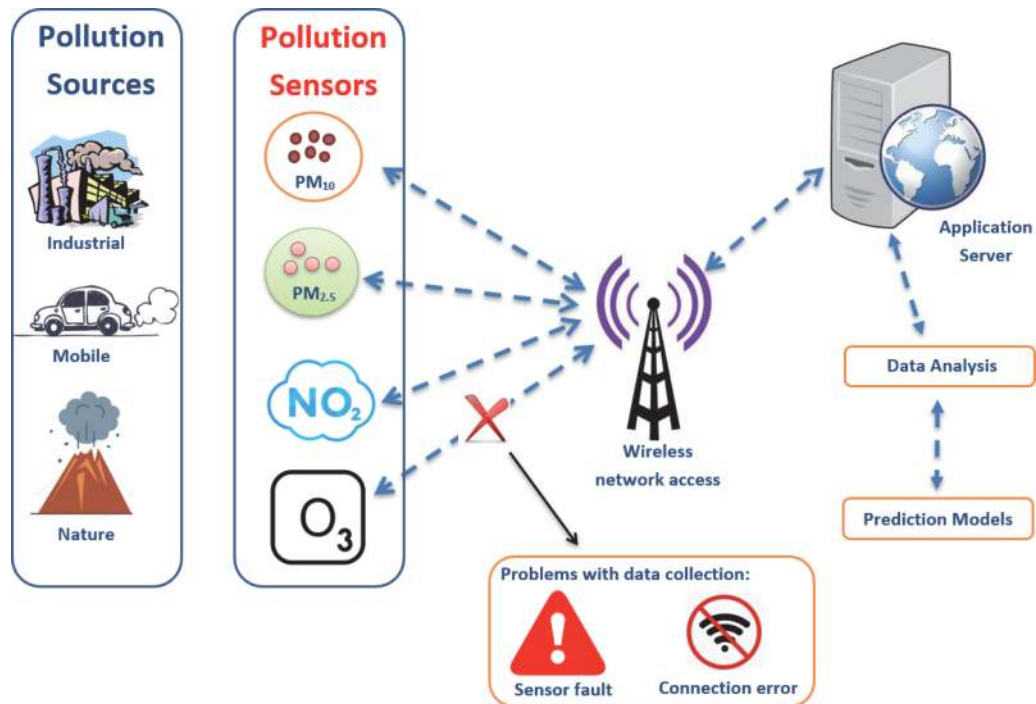 Pollution
Sources
Industrial
Mobile
Nature
Pollution
Sensors
PM₁₀
PM₂.₅
NO₂
O₃
Wireless
network access
Application
Server
Data Analysis
Prediction Models
Problems with data collection:
Sensor fault
Connection error